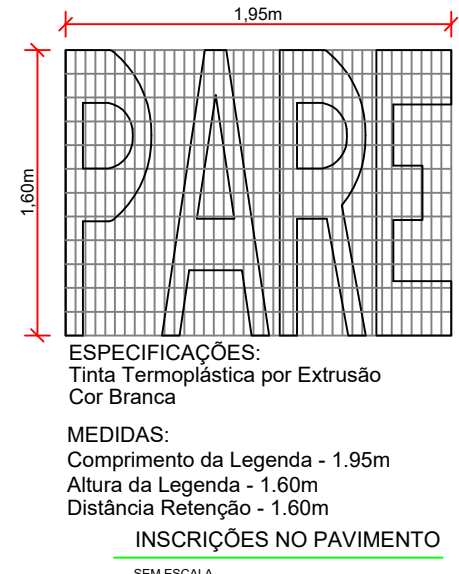 1,95m
1,60m
PARE
ESPECIFICAÇÕES:
Tinta Termoplástica por Extrusão
Cor Branca
MEDIDAS:
Comprimento da Legenda - 1.95m
Altura da Legenda - 1.60m
Distância Retenção - 1.60m
INSCRIÇÕES NO PAVIMENTO
SEM ESCALA